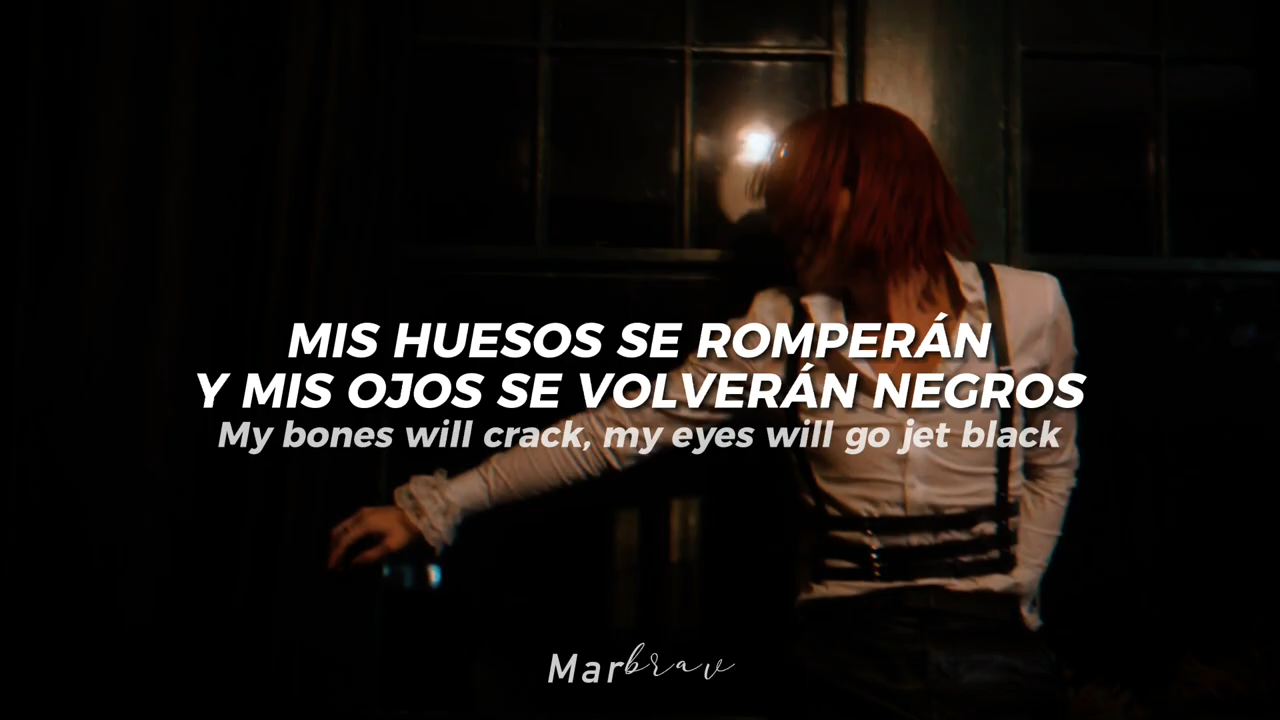 MIS HUESOS SE ROMPERÁN
Y MIS OJOS SE VOLVERÁN NEGROS
My bones will crack, my eyes will go jet black
Marbrav